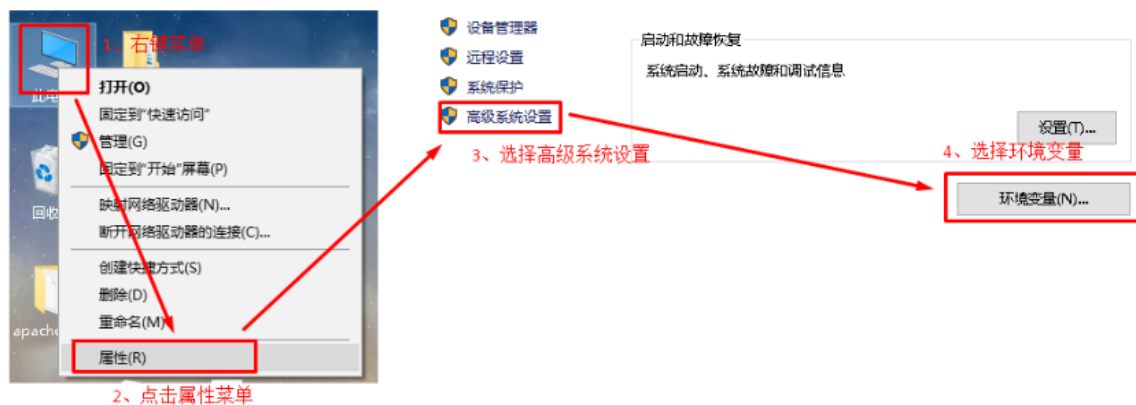 1、右键菜单
此电
打开(O)
固定到"快速访问"
管理(G)
固定到"开始"屏幕(P)
映射网络驱动器(N)...
断开网络驱动器的连接(C)...
创建快捷方式(S)
删除(D)
重命名(M)
属性(R)
回收
apache
2、点击属性菜单
设备管理器
远程设置
系统保护
高级系统设置
3、选择高级系统设置
启动和故障恢复
系统启动、系统故障和调试信息
设置(T)...
4、选择环境变量
环境变量(N)...